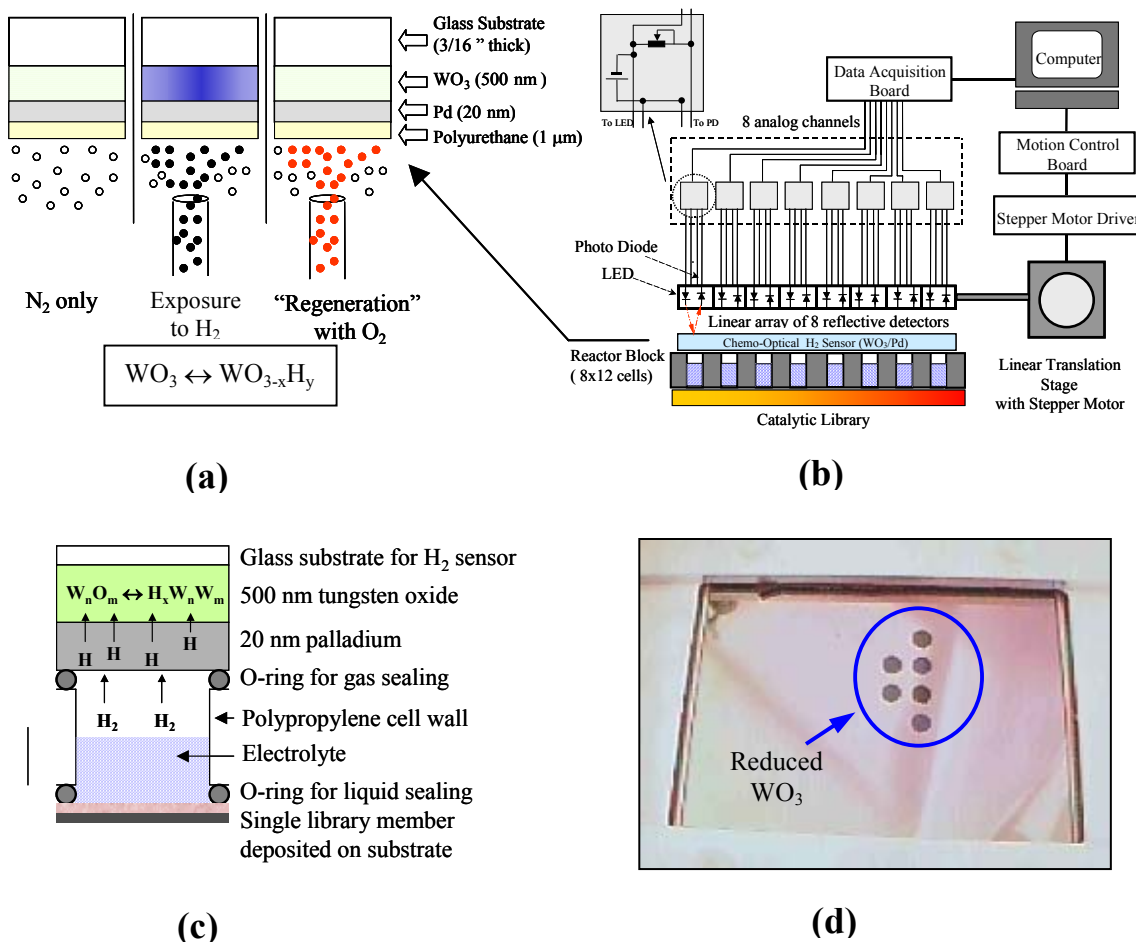 Glass Substrate
(3/16 ” thick)
WO₃ (500 nm )
Pd (20 nm)
Polyurethane (1 μm)
N₂ only
Exposure
to H₂
“Regeneration”
with O₂
WO₃ ↔ WO₃₋ₓHᵧ
(a)
To LED
To PD
Data Acquisition
Board
Computer
8 analog channels
Motion Control
Board
Stepper Motor Driver
Photo Diode
LED
Linear array of 8 reflective detectors
Chemo-Optical H₂ Sensor (WO₃/Pd)
Reactor Block
( 8x12 cells)
Catalytic Library
Linear Translation
Stage
with Stepper Motor
(b)
Glass substrate for H₂ sensor
WₙOₘ ↔ HₓWₙWₘ
500 nm tungsten oxide
20 nm palladium
H H H H
O-ring for gas sealing
H₂ H₂
Polypropylene cell wall
Electrolyte
O-ring for liquid sealing
Single library member
deposited on substrate
(c)
Reduced
WO₃
(d)